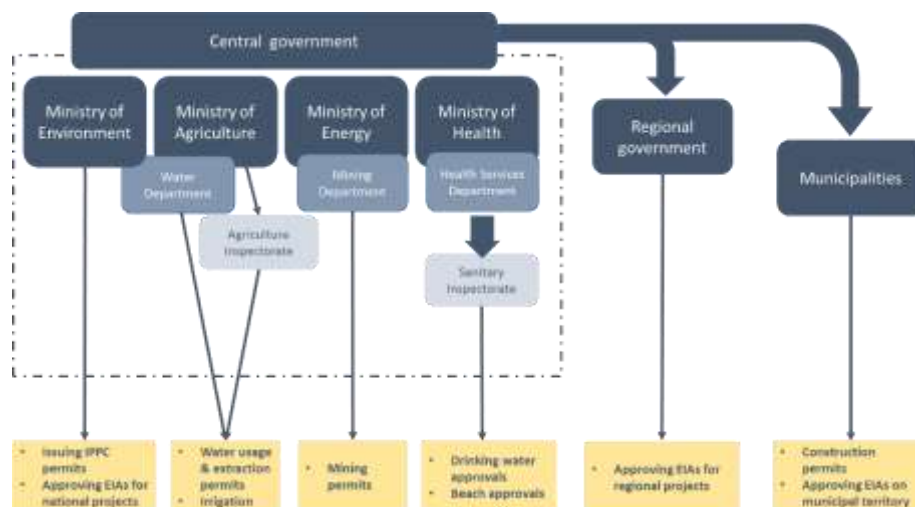 Central government
Ministry of
Environment
Ministry of
Agriculture
Ministry of
Energy
Ministry of
Health
Regional
government
Municipalities
Water
Department
Mining
Department
Health Services
Department
Agriculture
Inspectorate
Sanitary
Inspectorate
• Issuing IPPC
permits
• Approving EIAs for
national projects
• Water usage
& extraction
permits
• Irrigation
• Mining
permits
• Drinking water
approvals
• Beach approvals
• Approving EIAs for
regional projects
• Construction
permits
• Approving EIAs on
municipal territory